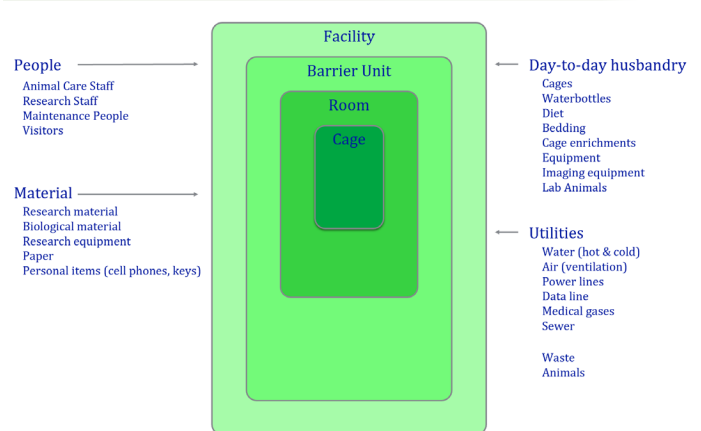 Facility
Barrier Unit
Room
Cage
People
Animal Care Staff
Research Staff
Maintenance People
Visitors
Material
Research material
Biological material
Research equipment
Paper
Personal items (cell phones, keys)
Day-to-day husbandry
Cages
Waterbottles
Diet
Bedding
Cage enrichments
Equipment
Imaging equipment
Lab Animals
Utilities
Water (hot & cold)
Air (ventilation)
Power lines
Data line
Medical gases
Sewer
Waste
Animals